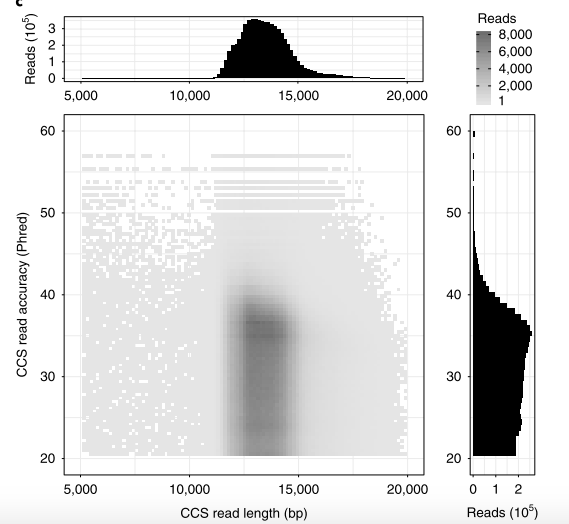 c
Reads (10⁵)
3
2
1
0
5,000 10,000 15,000 20,000
Reads
8,000
6,000
4,000
2,000
1
CCS read accuracy (Phred)
60
50
40
30
20
5,000 10,000 15,000 20,000
CCS read length (bp)
60
50
40
30
20
0 1 2
Reads (10⁵)